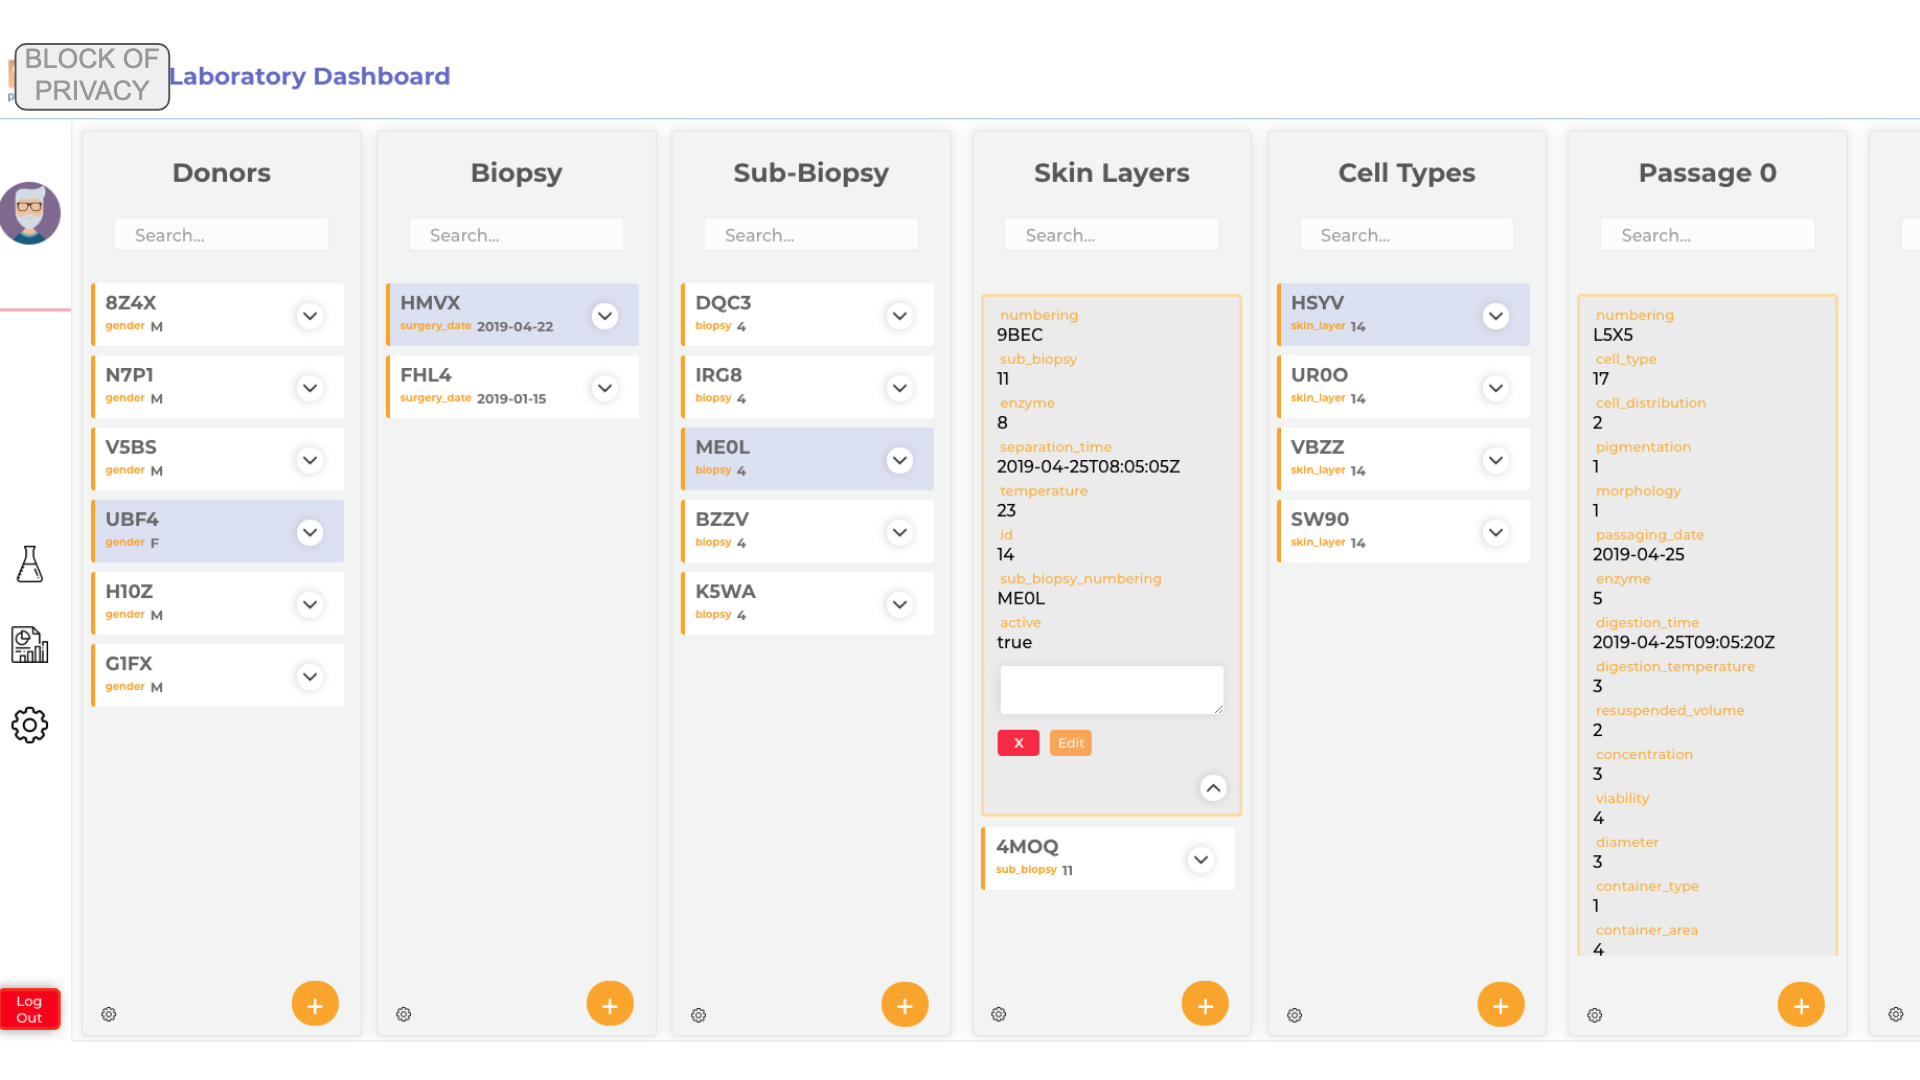 BLOCK OF
PRIVACY
Laboratory Dashboard
Log
Out
Donors
Search...
8Z4X
gender M
N7P1
gender M
V5BS
gender M
UBF4
gender F
H10Z
gender M
G1FX
gender M
+
Biopsy
Search...
HMVX
surgery_date 2019-04-22
FHL4
surgery_date 2019-01-15
+
Sub-Biopsy
Search...
DQC3
biopsy 4
IRG8
biopsy 4
ME0L
biopsy 4
BZZV
biopsy 4
K5WA
biopsy 4
+
Skin Layers
Search...
numbering
9BEC
sub_biopsy
11
enzyme
8
separation_time
2019-04-25T08:05:05Z
temperature
23
id
14
sub_biopsy_numbering
ME0L
active
true
X Edit
4MOQ
sub_biopsy 11
+
Cell Types
Search...
HSYV
skin_layer 14
UR0O
skin_layer 14
VBZZ
skin_layer 14
SW90
skin_layer 14
+
Passage 0
Search...
numbering
L5X5
cell_type
17
cell_distribution
2
pigmentation
1
morphology
1
passaging_date
2019-04-25
enzyme
5
digestion_time
2019-04-25T09:05:20Z
digestion_temperature
3
resuspended_volume
2
concentration
3
viability
4
diameter
3
container_type
1
container_area
4
+